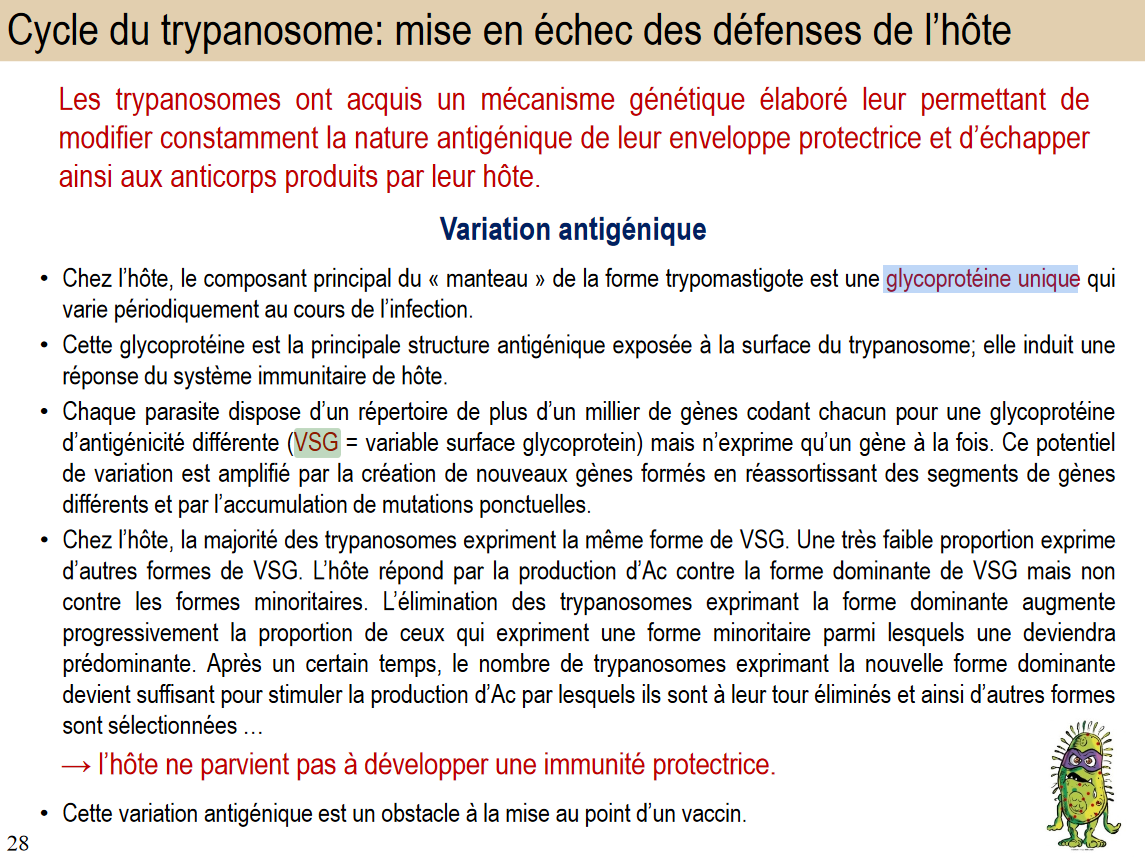 Cycle du trypanosome: mise en échec des défenses de l’hôte
Les trypanosomes ont acquis un mécanisme génétique élaboré leur permettant de
modifier constamment la nature antigénique de leur enveloppe protectrice et d’échapper
ainsi aux anticorps produits par leur hôte.
Variation antigénique
• Chez l’hôte, le composant principal du « manteau » de la forme trypomastigote est une glycoprotéine unique qui
varie périodiquement au cours de l’infection.
• Cette glycoprotéine est la principale structure antigénique exposée à la surface du trypanosome; elle induit une
réponse du système immunitaire de hôte.
• Chaque parasite dispose d’un répertoire de plus d’un millier de gènes codant chacun pour une glycoprotéine
d’antigénicité différente (VSG = variable surface glycoprotein) mais n’exprime qu’un gène à la fois. Ce potentiel
de variation est amplifié par la création de nouveaux gènes formés en réassortissant des segments de gènes
différents et par l’accumulation de mutations ponctuelles.
• Chez l’hôte, la majorité des trypanosomes expriment la même forme de VSG. Une très faible proportion exprime
d’autres formes de VSG. L’hôte répond par la production d’Ac contre la forme dominante de VSG mais non
contre les formes minoritaires. L’élimination des trypanosomes exprimant la forme dominante augmente
progressivement la proportion de ceux qui expriment une forme minoritaire parmi lesquels une deviendra
prédominante. Après un certain temps, le nombre de trypanosomes exprimant la nouvelle forme dominante
devient suffisant pour stimuler la production d’Ac par lesquels ils sont à leur tour éliminés et ainsi d’autres formes
sont sélectionnées …
→ l’hôte ne parvient pas à développer une immunité protectrice.
• Cette variation antigénique est un obstacle à la mise au point d’un vaccin.
28